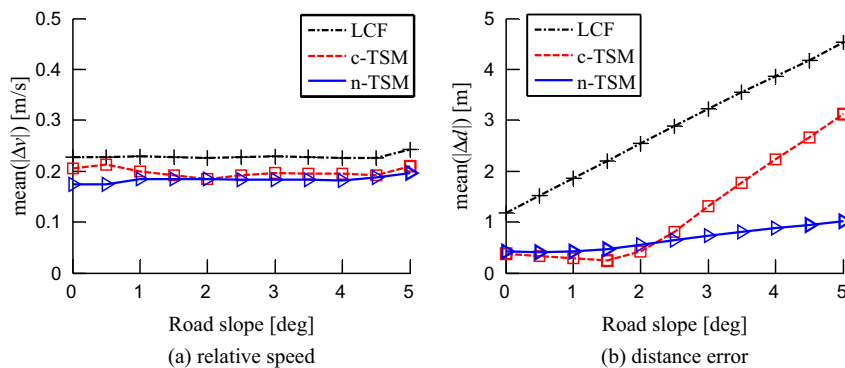 0.5
0.4
0.3
0.2
0.1
0
mean(|Δv|) [m/s]
LCF
c-TSM
n-TSM
0 1 2 3 4 5
Road slope [deg]
(a) relative speed
5
4
3
2
1
0
mean(|Δd|) [m]
LCF
c-TSM
n-TSM
0 1 2 3 4 5
Road slope [deg]
(b) distance error